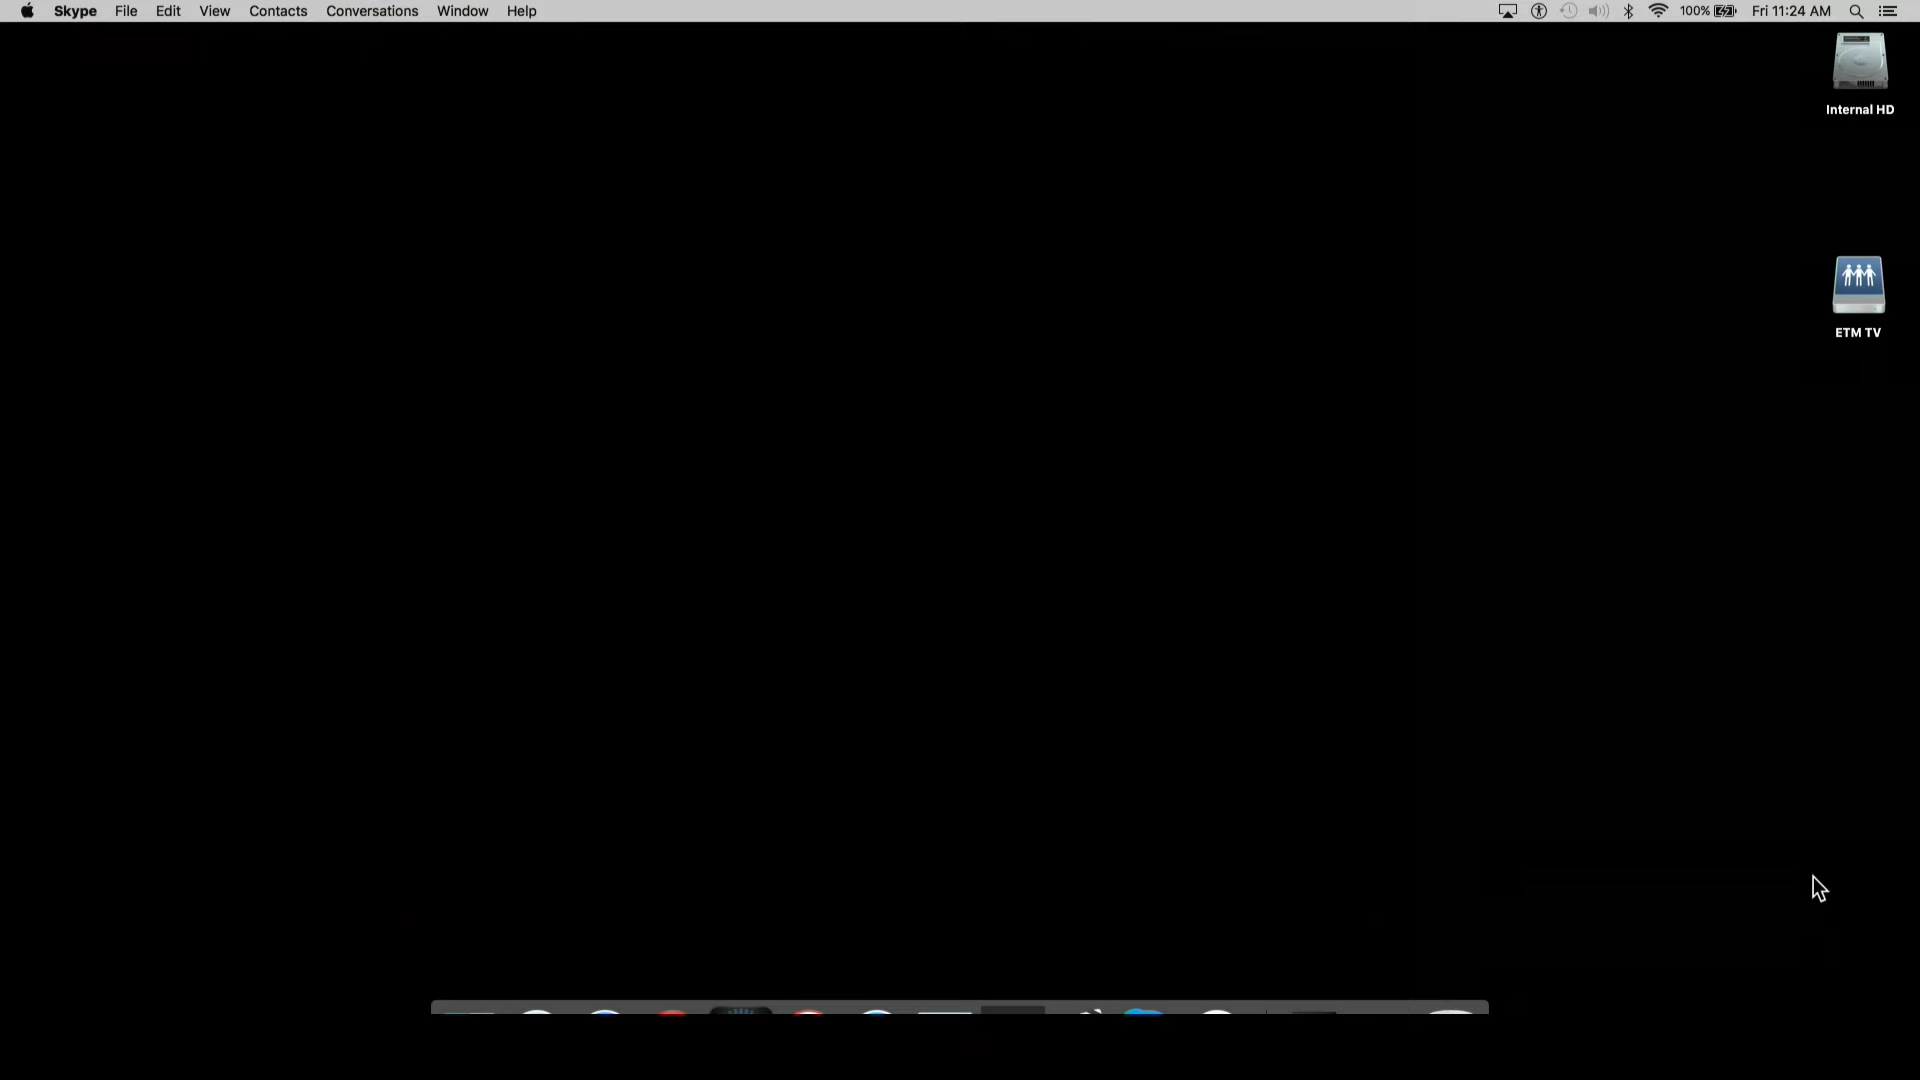 Skype File Edit View Contacts Conversations Window Help 100% Fri 11:24 AM
Internal HD
ETM TV